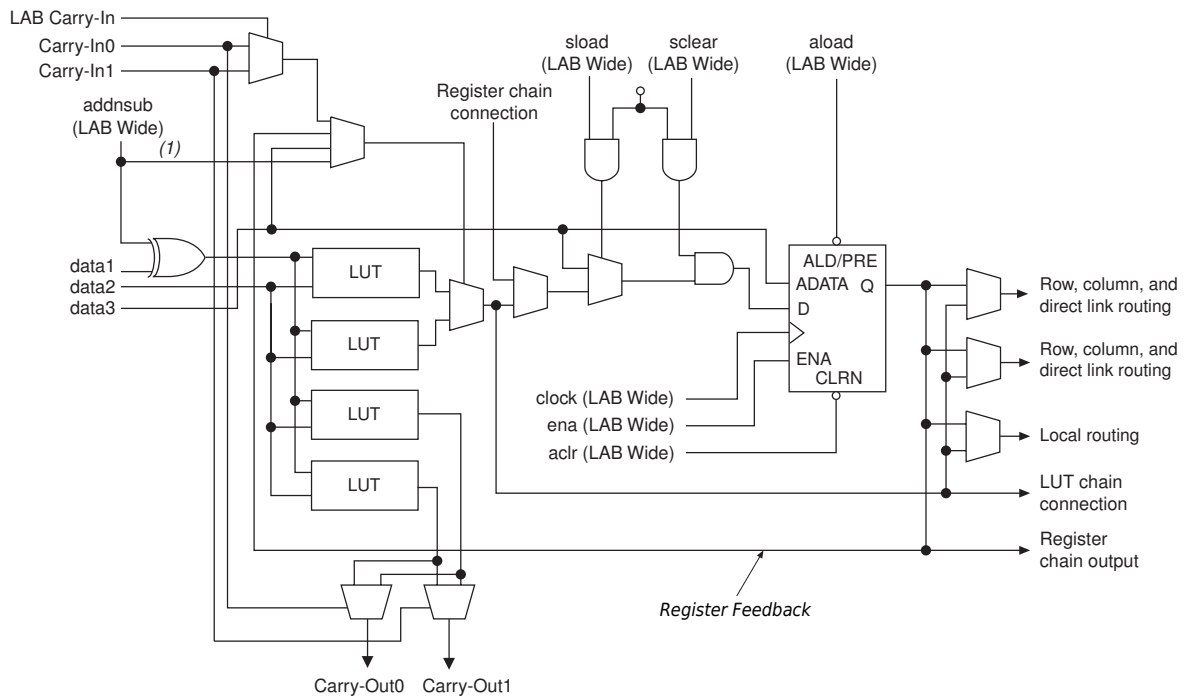 LAB Carry-In
Carry-In0
Carry-In1
addnsub
(LAB Wide)
(1)
Register chain
connection
sload
(LAB Wide)
sclear
(LAB Wide)
aload
(LAB Wide)
data1
data2
data3
LUT
LUT
LUT
LUT
ALD/PRE
ADATA
Q
D
ENA
CLRN
clock (LAB Wide)
ena (LAB Wide)
aclr (LAB Wide)
Row, column, and
direct link routing
Row, column, and
direct link routing
Local routing
LUT chain
connection
Register
chain output
Register Feedback
Carry-Out0
Carry-Out1